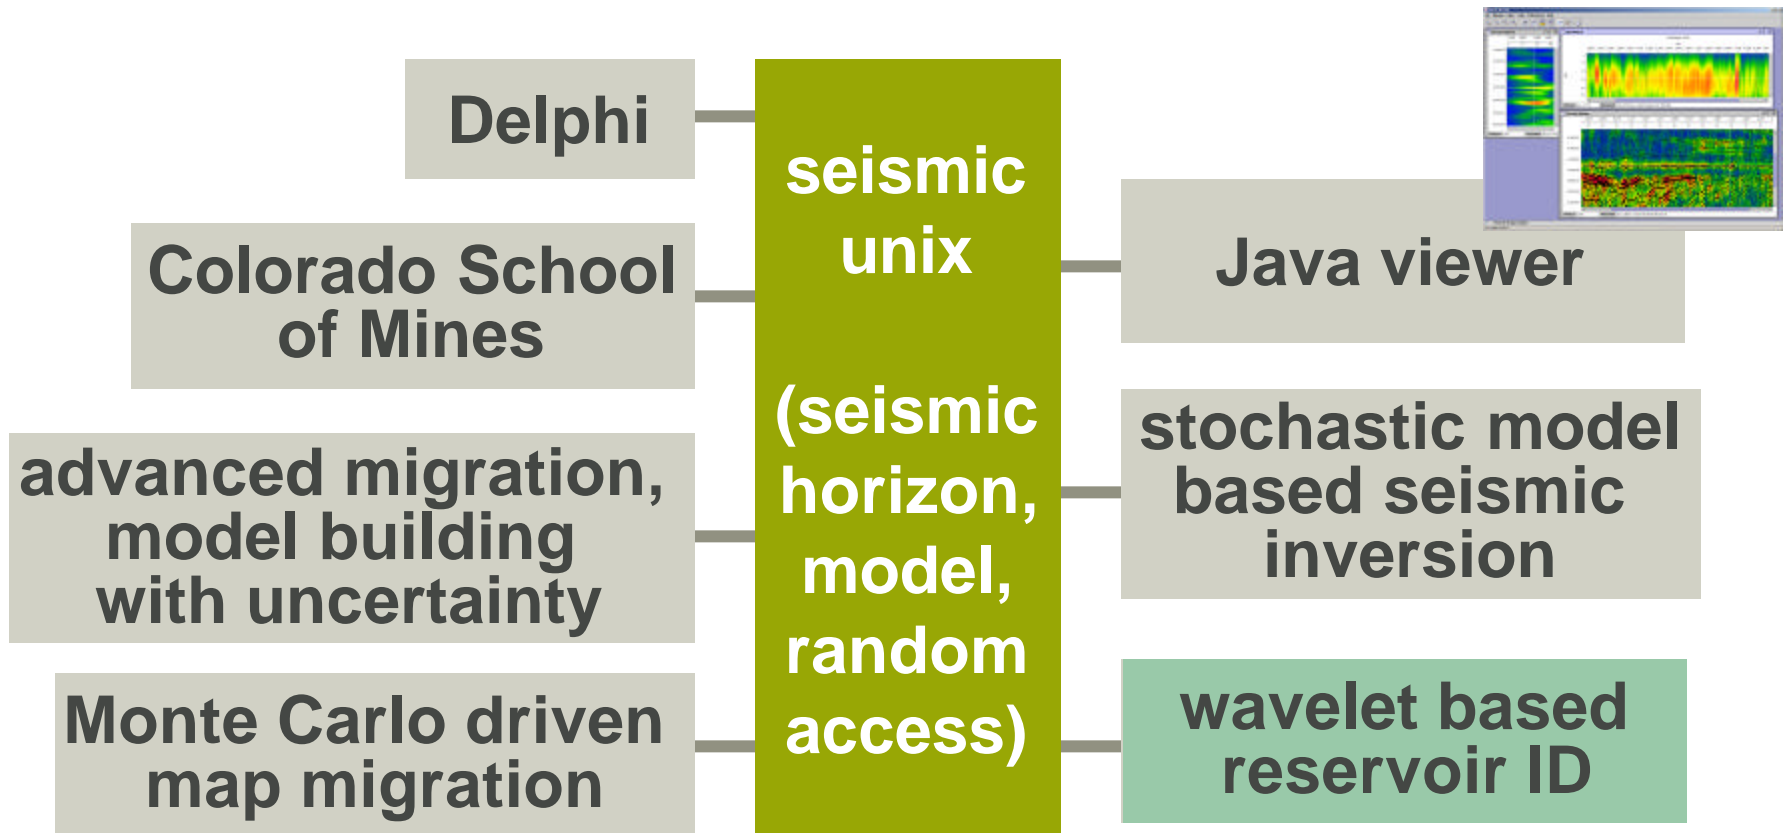 Delphi
Colorado School
of Mines
advanced migration,
model building
with uncertainty
Monte Carlo driven
map migration
seismic
unix
(seismic
horizon,
model,
random
access)
Java viewer
stochastic model
based seismic
inversion
wavelet based
reservoir ID